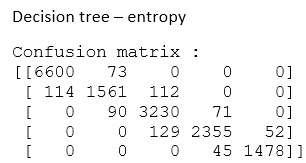 Decision tree – entropy
Confusion matrix :
[[6600   73    0    0    0]
 [ 114 1561  112    0    0]
 [   0   90 3230   71    0]
 [   0    0  129 2355   52]
 [   0    0    0   45 1478]]